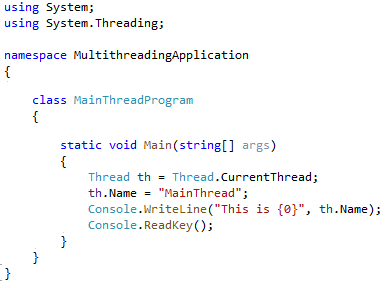 using System;
using System.Threading;
namespace MultithreadingApplication
{
class MainThreadProgram
{
static void Main(string[] args)
{
Thread th = Thread.CurrentThread;
th.Name = "MainThread";
Console.WriteLine("This is {0}", th.Name);
Console.ReadKey();
}
}
}